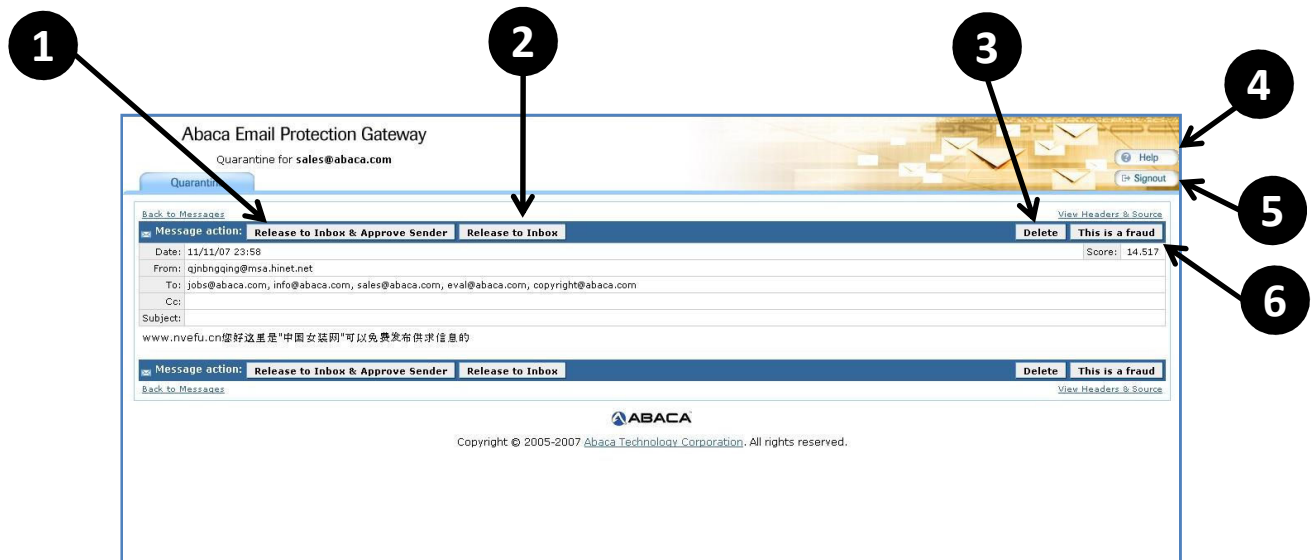 1
2
3
4
5
6
Abaca Email Protection Gateway
Quarantine for sales@abaca.com
Help
Signout
Quarantine
Back to Messages
View Headers & Source
Message action: Release to Inbox & Approve Sender Release to Inbox Delete This is a fraud
Date: 11/11/07 23:58 Score: 14.517
From: qjnbngqing@msa.hinet.net
To: jobs@abaca.com, info@abaca.com, sales@abaca.com, eval@abaca.com, copyright@abaca.com
Cc:
Subject:
www.nvefu.cn您好这里是"中国女装网"可以免费发布供求信息的
Message action: Release to Inbox & Approve Sender Release to Inbox Delete This is a fraud
Back to Messages
View Headers & Source
ABACA
Copyright © 2005-2007 Abaca Technology Corporation. All rights reserved.